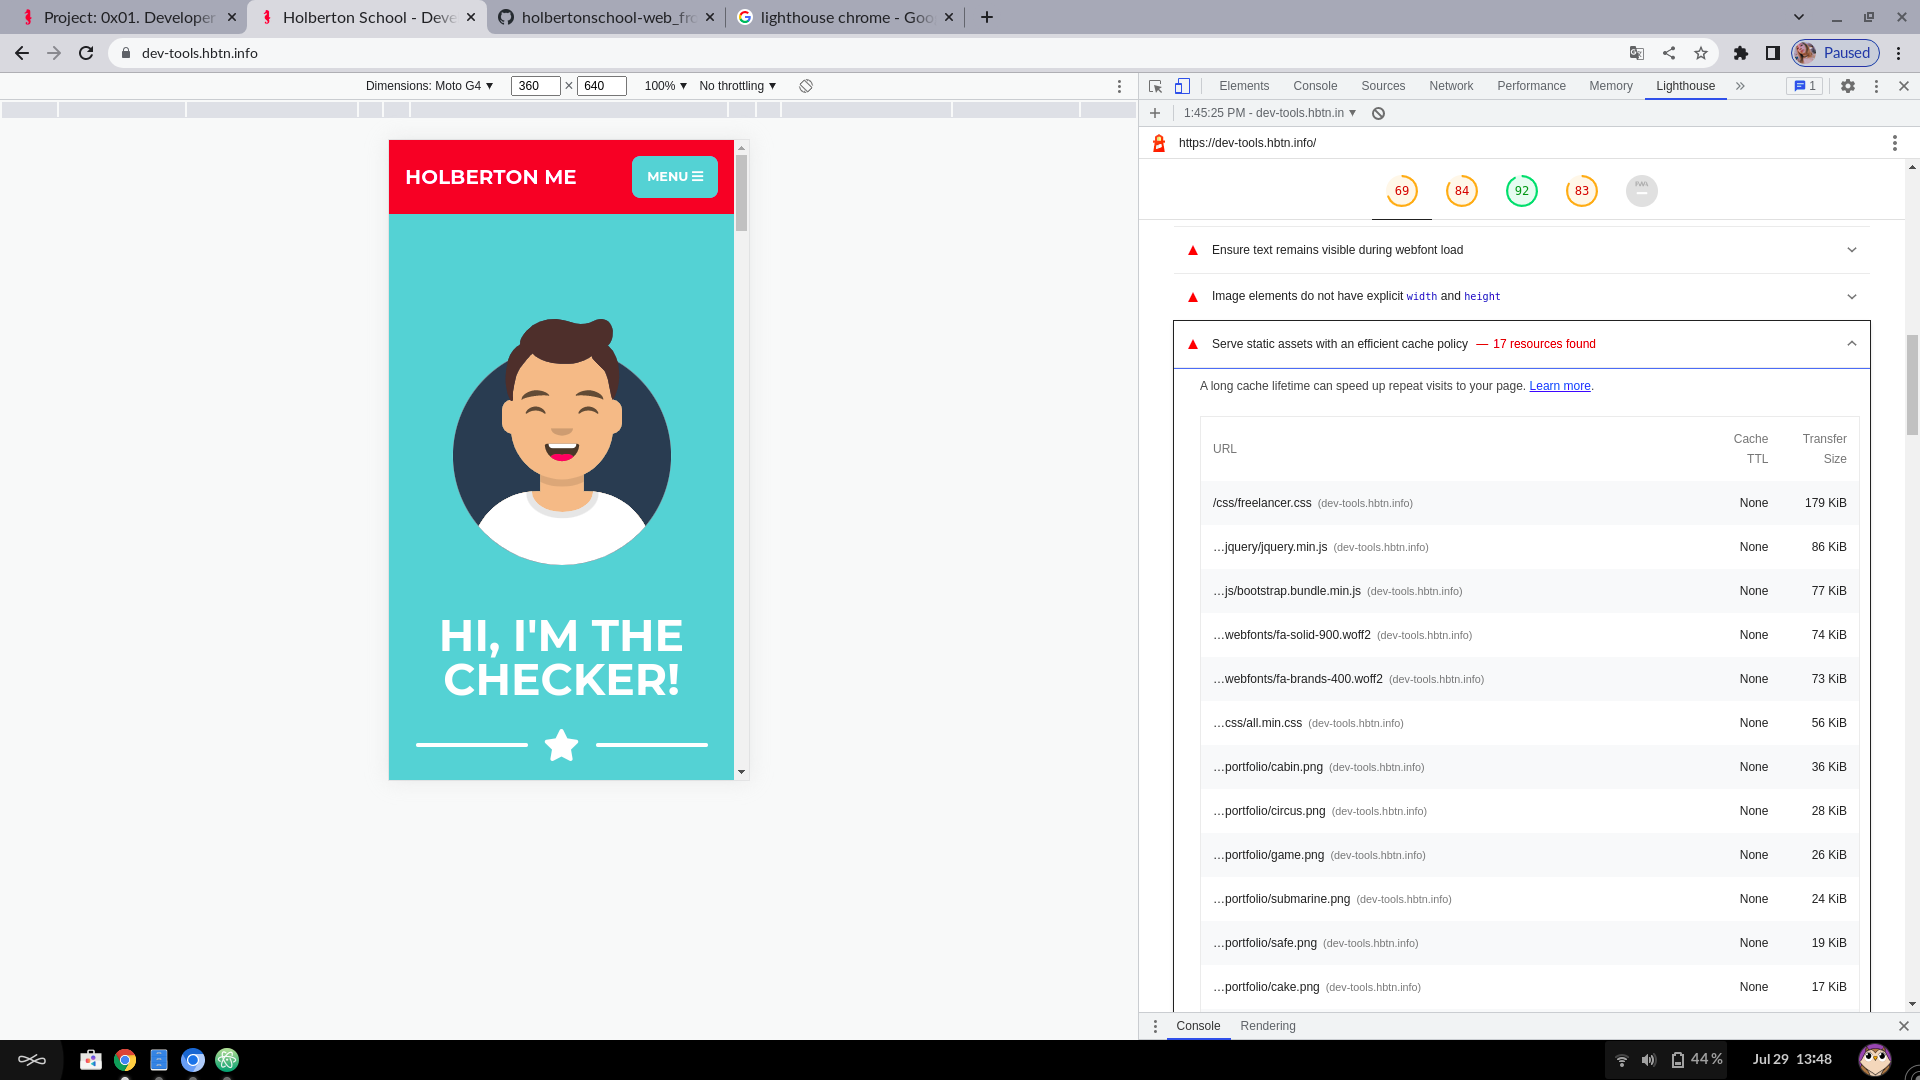 Project: 0x01. Developer
Holberton School - Deve
holbertonschool-web_fro
lighthouse chrome - Goo
dev-tools.hbtn.info
Paused
Dimensions: Moto G4 ▼ 360 × 640 100% ▼ No throttling ▼
Elements Console Sources Network Performance Memory Lighthouse » 1
1:45:25 PM - dev-tools.hbtn.in ▼
https://dev-tools.hbtn.info/
69 84 92 83 PWA
HOLBERTON ME
MENU
HI, I'M THE
CHECKER!
Ensure text remains visible during webfont load
Image elements do not have explicit width and height
Serve static assets with an efficient cache policy — 17 resources found
A long cache lifetime can speed up repeat visits to your page. Learn more.
URL Cache TTL Transfer Size
/css/freelancer.css (dev-tools.hbtn.info) None 179 KiB
…jquery/jquery.min.js (dev-tools.hbtn.info) None 86 KiB
…js/bootstrap.bundle.min.js (dev-tools.hbtn.info) None 77 KiB
…webfonts/fa-solid-900.woff2 (dev-tools.hbtn.info) None 74 KiB
…webfonts/fa-brands-400.woff2 (dev-tools.hbtn.info) None 73 KiB
…css/all.min.css (dev-tools.hbtn.info) None 56 KiB
…portfolio/cabin.png (dev-tools.hbtn.info) None 36 KiB
…portfolio/circus.png (dev-tools.hbtn.info) None 28 KiB
…portfolio/game.png (dev-tools.hbtn.info) None 26 KiB
…portfolio/submarine.png (dev-tools.hbtn.info) None 24 KiB
…portfolio/safe.png (dev-tools.hbtn.info) None 19 KiB
…portfolio/cake.png (dev-tools.hbtn.info) None 17 KiB
Console Rendering
44 % Jul 29 13:48